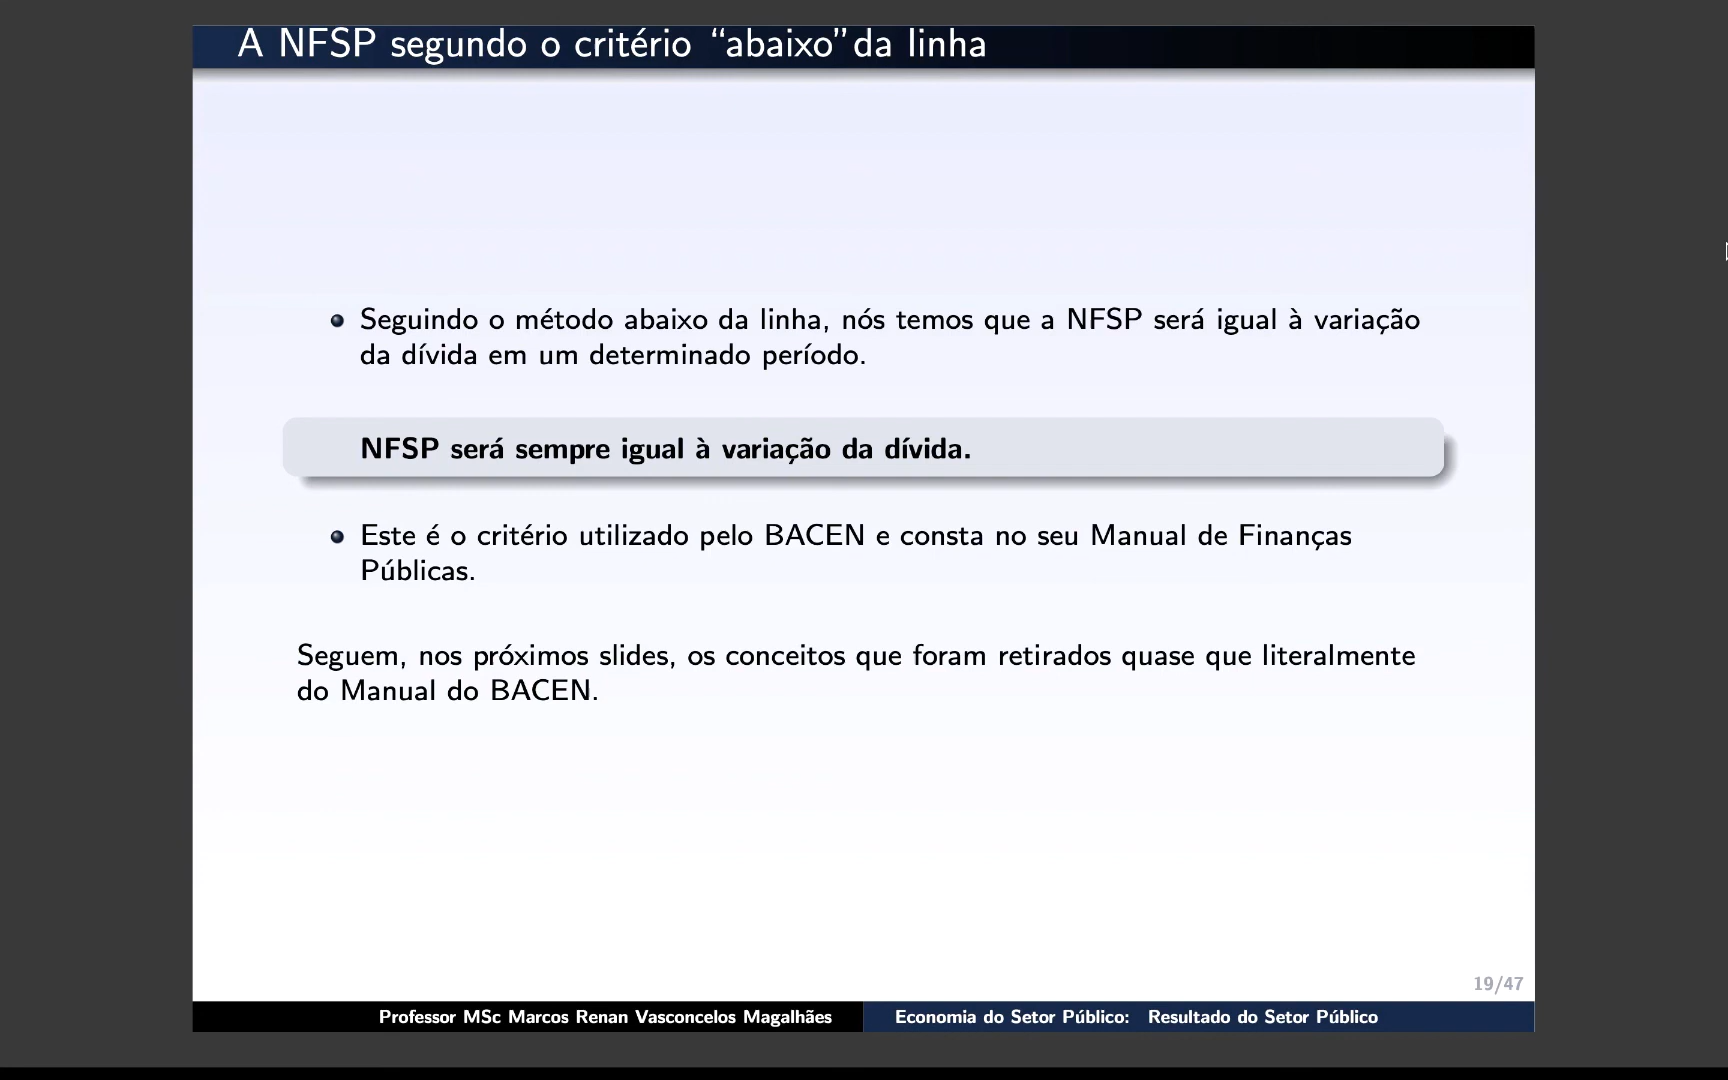 A NFSP segundo o critério “abaixo”da linha
Seguindo o método abaixo da linha, nós temos que a NFSP será igual à variação
da dívida em um determinado período.
NFSP será sempre igual à variação da dívida.
Este é o critério utilizado pelo BACEN e consta no seu Manual de Finanças
Públicas.
Seguem, nos próximos slides, os conceitos que foram retirados quase que literalmente
do Manual do BACEN.
19/47
Professor MSc Marcos Renan Vasconcelos Magalhães
Economia do Setor Público: Resultado do Setor Público